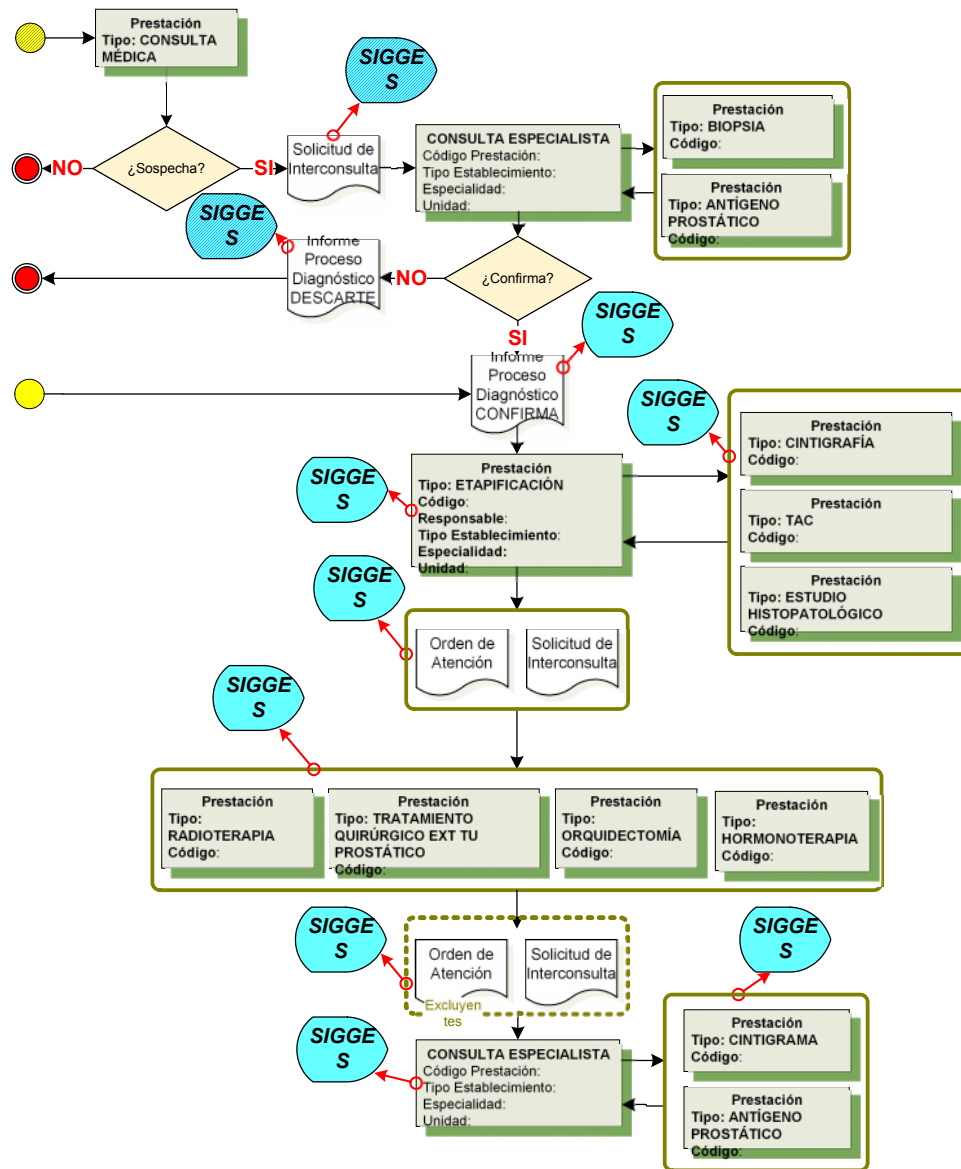 Prestación
Tipo: CONSULTA
MÉDICA
SIGGE
S
¿Sospecha?
NO
SI
Solicitud de
Interconsulta
CONSULTA ESPECIALISTA
Código Prestación:
Tipo Establecimiento:
Especialidad:
Unidad:
Prestación
Tipo: BIOPSIA
Código:
Prestación
Tipo: ANTÍGENO
PROSTÁTICO
Código:
SIGGE
S
Informe
Proceso
Diagnóstico
DESCARTE
NO
¿Confirma?
SI
SIGGE
S
Informe
Proceso
Diagnóstico
CONFIRMA
SIGGE
S
Prestación
Tipo: CINTIGRAFÍA
Código:
Prestación
Tipo: TAC
Código:
Prestación
Tipo: ESTUDIO
HISTOPATOLÓGICO
Código:
SIGGE
S
Prestación
Tipo: ETAPIFICACIÓN
Código:
Responsable:
Tipo Establecimiento:
Especialidad:
Unidad:
SIGGE
S
Orden de
Atención
Solicitud de
Interconsulta
SIGGE
S
Prestación
Tipo:
RADIOTERAPIA
Código:
Prestación
Tipo: TRATAMIENTO
QUIRÚRGICO EXT TU
PROSTÁTICO
Código:
Prestación
Tipo:
ORQUIDECTOMÍA
Código:
Prestación
Tipo:
HORMONOTERAPIA
Código:
SIGGE
S
Orden de
Atención
Solicitud de
Interconsulta
Excluyen
tes
SIGGE
S
SIGGE
S
CONSULTA ESPECIALISTA
Código Prestación:
Tipo Establecimiento:
Especialidad:
Unidad:
Prestación
Tipo: CINTIGRAMA
Código:
Prestación
Tipo: ANTÍGENO
PROSTÁTICO
Código: